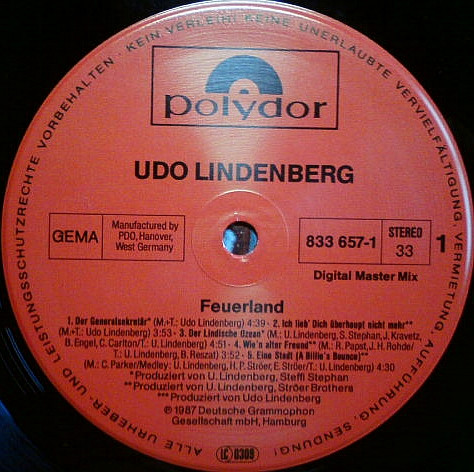 ALLE URHEBER- UND LEISTUNGSSCHUTZRECHTE VORBEHALTEN · KEIN VERLEIH! KEINE UNERLAUBTE VERVIELFÄLTIGUNG, VERMIETUNG, AUFFÜHRUNG, SENDUNG!
polydor
UDO LINDENBERG
GEMA
Manufactured by
PDO, Hanover,
West Germany
833 657-1
STEREO
33
1
Digital Master Mix
Feuerland
1. Der Generalsekretär* (M.+T.: Udo Lindenberg) 4:39 - 2. Ich lieb' Dich überhaupt nicht mehr**
(M.+T.: Udo Lindenberg) 3:53 - 3. Der Lindische Ozean* (M.: U. Lindenberg, S. Stephan, J. Kravetz,
B. Engel, C. Carlton/T.: U. Lindenberg) 4:51 - 4. Wie'n alter Freund** (M.: R. Papst, J.H. Rohde/
T.: U. Lindenberg, B. Reszat) 3:52 - 5. Eine Stadt (A Billie's Bounce)**
(M.: C. Parker/Medley: U. Lindenberg, H.P. Ströer, E. Ströer/T.: U. Lindenberg) 4:30
* Produziert von U. Lindenberg, Steffi Stephan
** Produziert von U. Lindenberg, Ströer Brothers
*** Produziert von Udo Lindenberg
℗ 1987 Deutsche Grammophon
Gesellschaft mbH, Hamburg
LC 0309